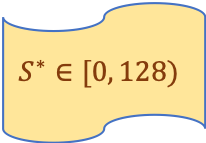 S* ∈ [0, 128)